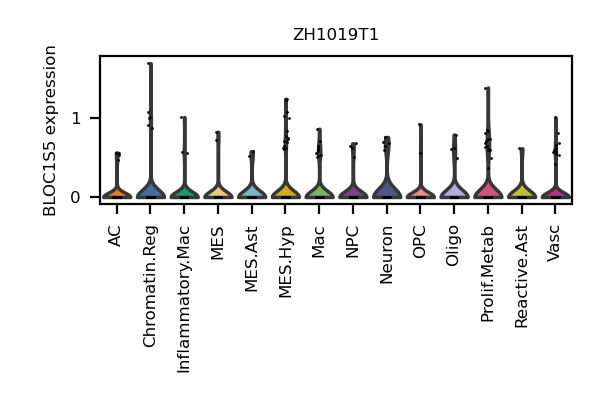 ZH1019T1
BLOC1S5 expression
1
0
AC
Chromatin.Reg
Inflammatory.Mac
MES
MES.Ast
MES.Hyp
Mac
NPC
Neuron
OPC
Oligo
Prolif.Metab
Reactive.Ast
Vasc